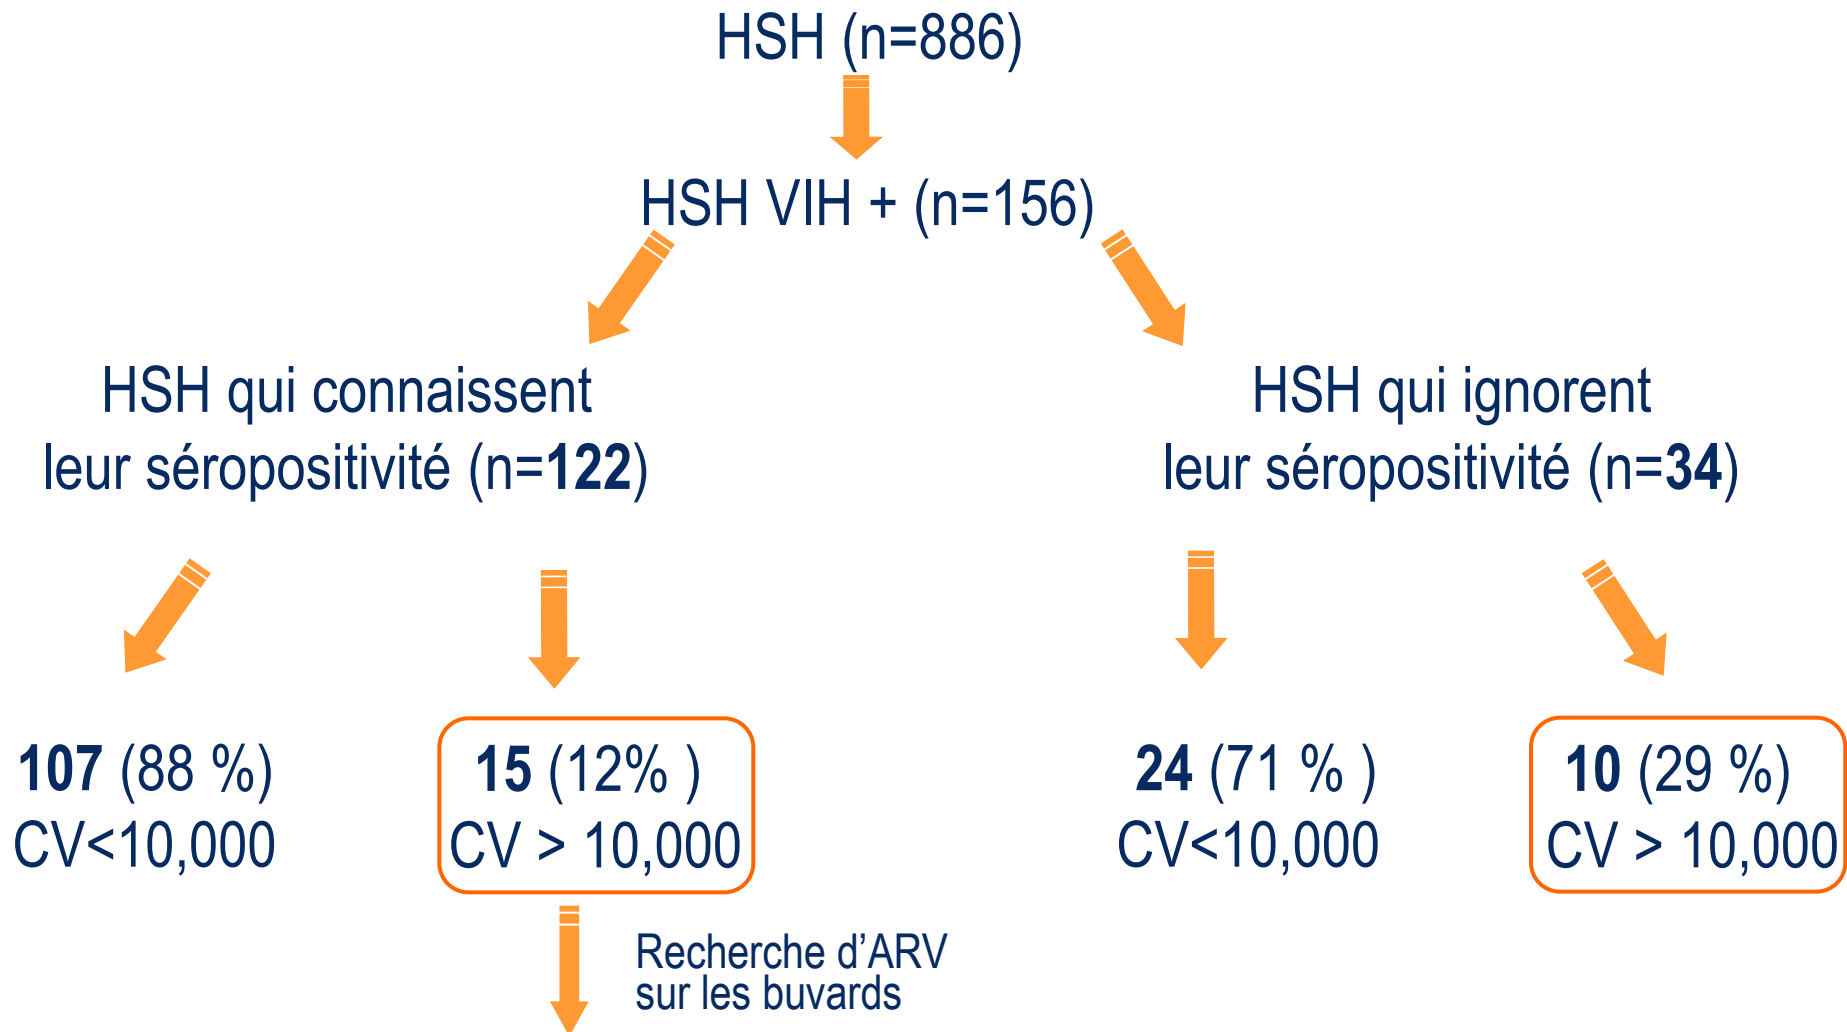 HSH (n=886)
HSH VIH + (n=156)
HSH qui connaissent
leur séropositivité (n=122)
HSH qui ignorent
leur séropositivité (n=34)
107 (88 %)
CV<10,000
15 (12% )
CV > 10,000
24 (71 % )
CV<10,000
10 (29 %)
CV > 10,000
Recherche d’ARV
sur les buvards